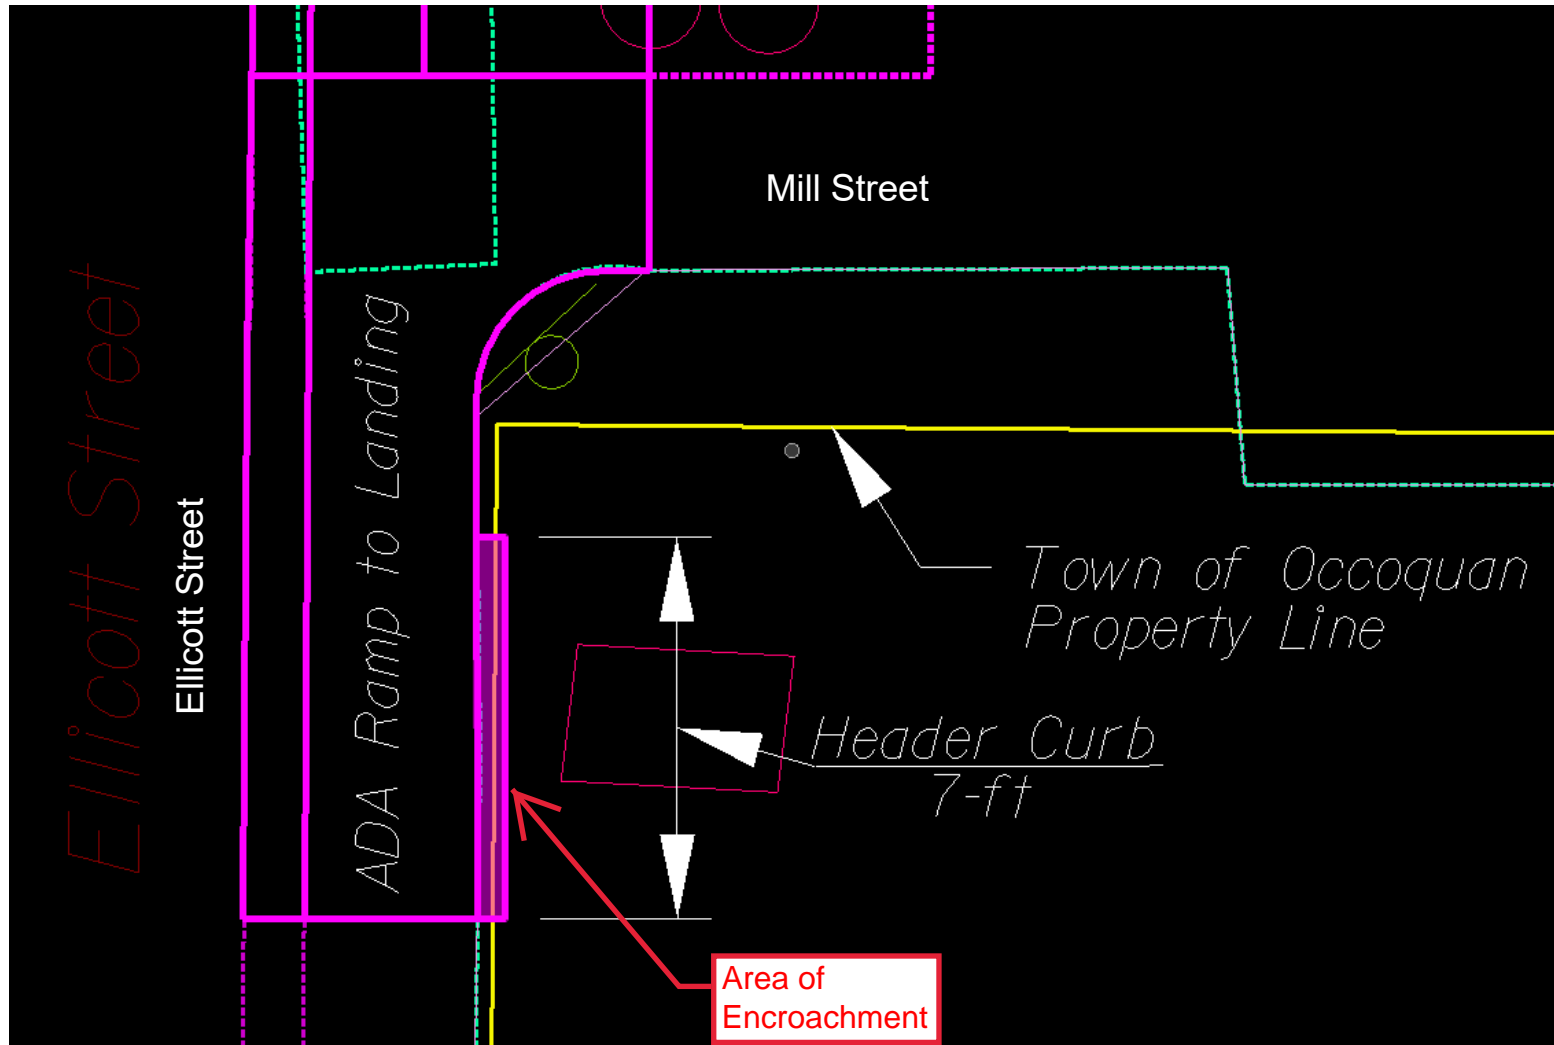 Mill Street
Ellicott Street
Ellicott Street
ADA Ramp to Landing
Town of Occoquan
Property Line
Header Curb
7-ft
Area of
Encroachment